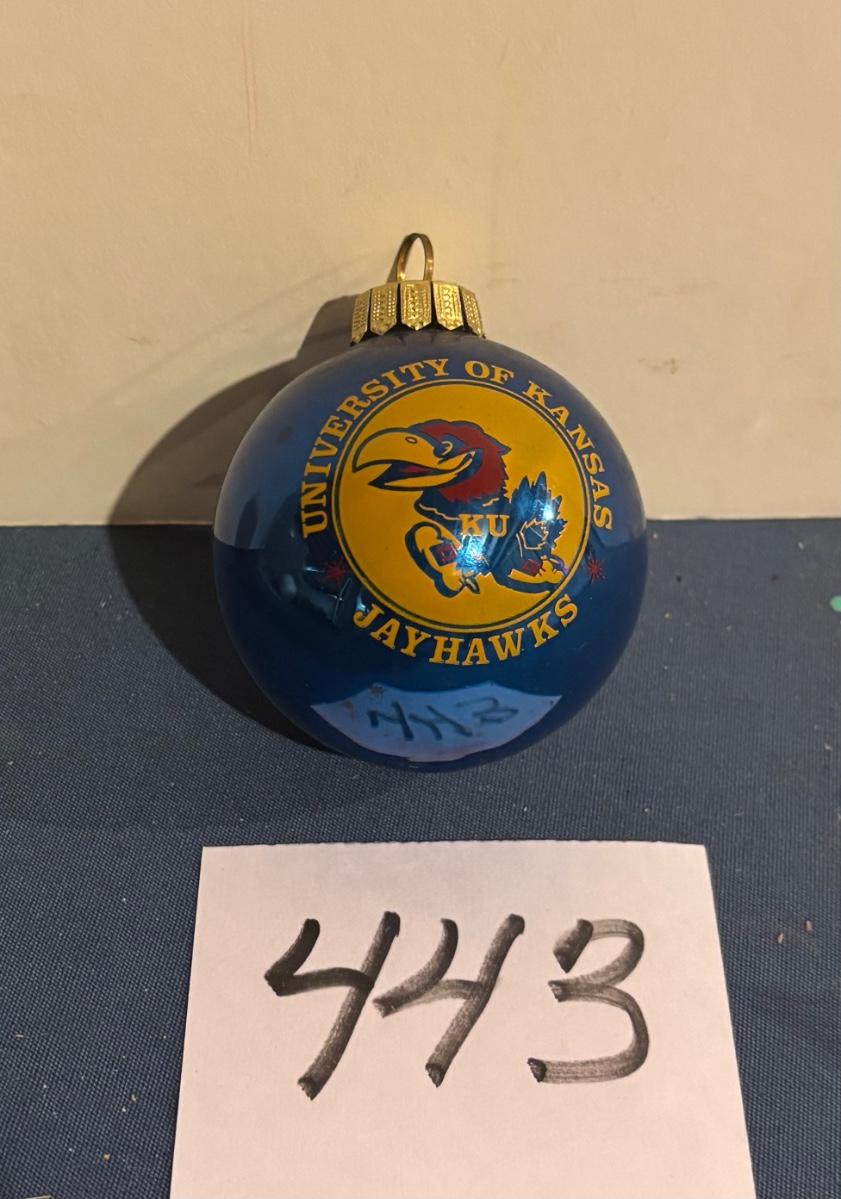 UNIVERSITY OF KANSAS
KU
JAYHAWKS
443
443